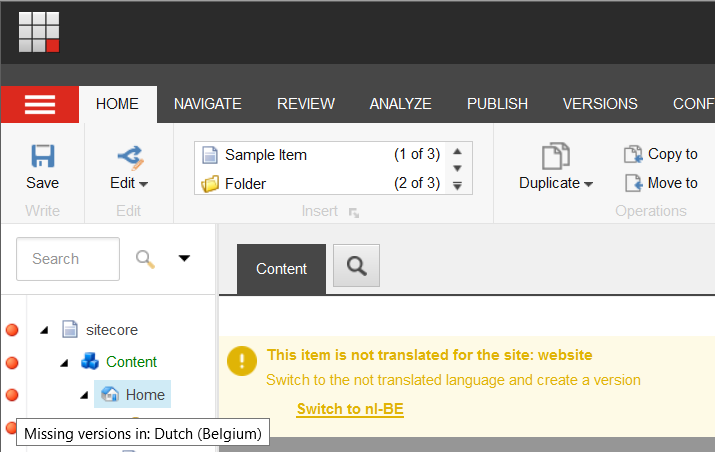 HOME NAVIGATE REVIEW ANALYZE PUBLISH VERSIONS CONF
Save
Write
Edit
Edit
Sample Item (1 of 3)
Folder (2 of 3)
Insert
Duplicate
Copy to
Move to
Operations
Search
Content
sitecore
Content
Home
Missing versions in: Dutch (Belgium)
This item is not translated for the site: website
Switch to the not translated language and create a version
Switch to nl-BE